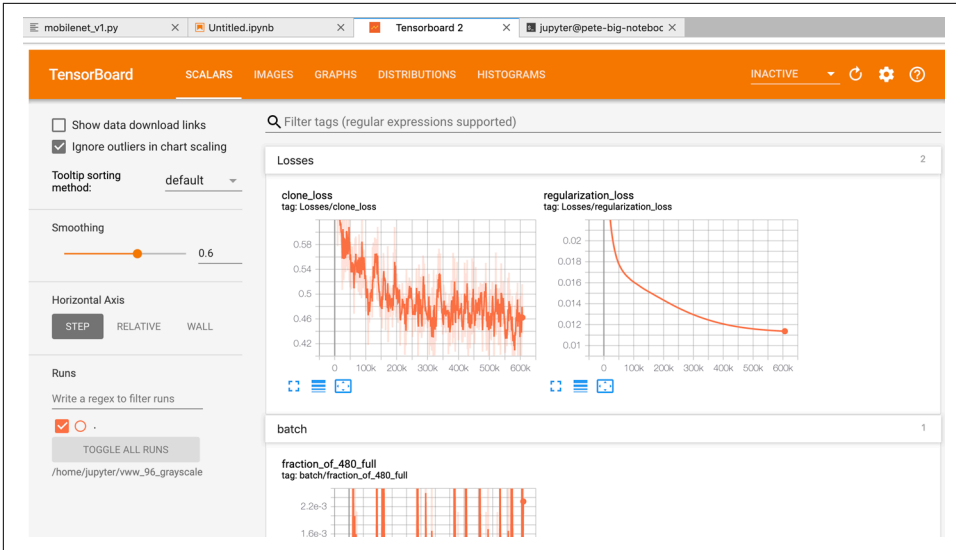 mobilenet_v1.py
Untitled.ipynb
Tensorboard 2
jupyter@pete-big-notebooc
TensorBoard
SCALARS
IMAGES
GRAPHS
DISTRIBUTIONS
HISTOGRAMS
INACTIVE
Show data download links
Ignore outliers in chart scaling
Tooltip sorting
method:
default
Smoothing
0.6
Horizontal Axis
STEP
RELATIVE
WALL
Runs
Write a regex to filter runs
.
TOGGLE ALL RUNS
/home/jupyter/vww_96_grayscale
Filter tags (regular expressions supported)
Losses
2
clone_loss
tag: Losses/clone_loss
0.58
0.54
0.5
0.46
0.42
0 100k 200k 300k 400k 500k 600k
regularization_loss
tag: Losses/regularization_loss
0.02
0.018
0.016
0.014
0.012
0.01
0 100k 200k 300k 400k 500k 600k
batch
1
fraction_of_480_full
tag: batch/fraction_of_480_full
2.2e-3
1.6e-3